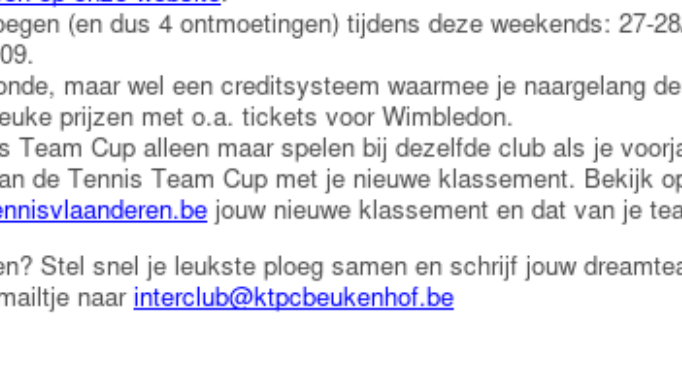 oegen (en dus 4 ontmoetingen) tijdens deze weekends: 27-28
09.
onde, maar wel een creditsysteem waarmee je naargelang de
euke prijzen met o.a. tickets voor Wimbledon.
s Team Cup alleen maar spelen bij dezelfde club als je voorja
an de Tennis Team Cup met je nieuwe klassement. Bekijk op
ennisvlaanderen.be jouw nieuwe klassement en dat van je tea
en? Stel snel je leukste ploeg samen en schrijf jouw dreamtea
mailtje naar interclub@ktpcbeukenhof.be